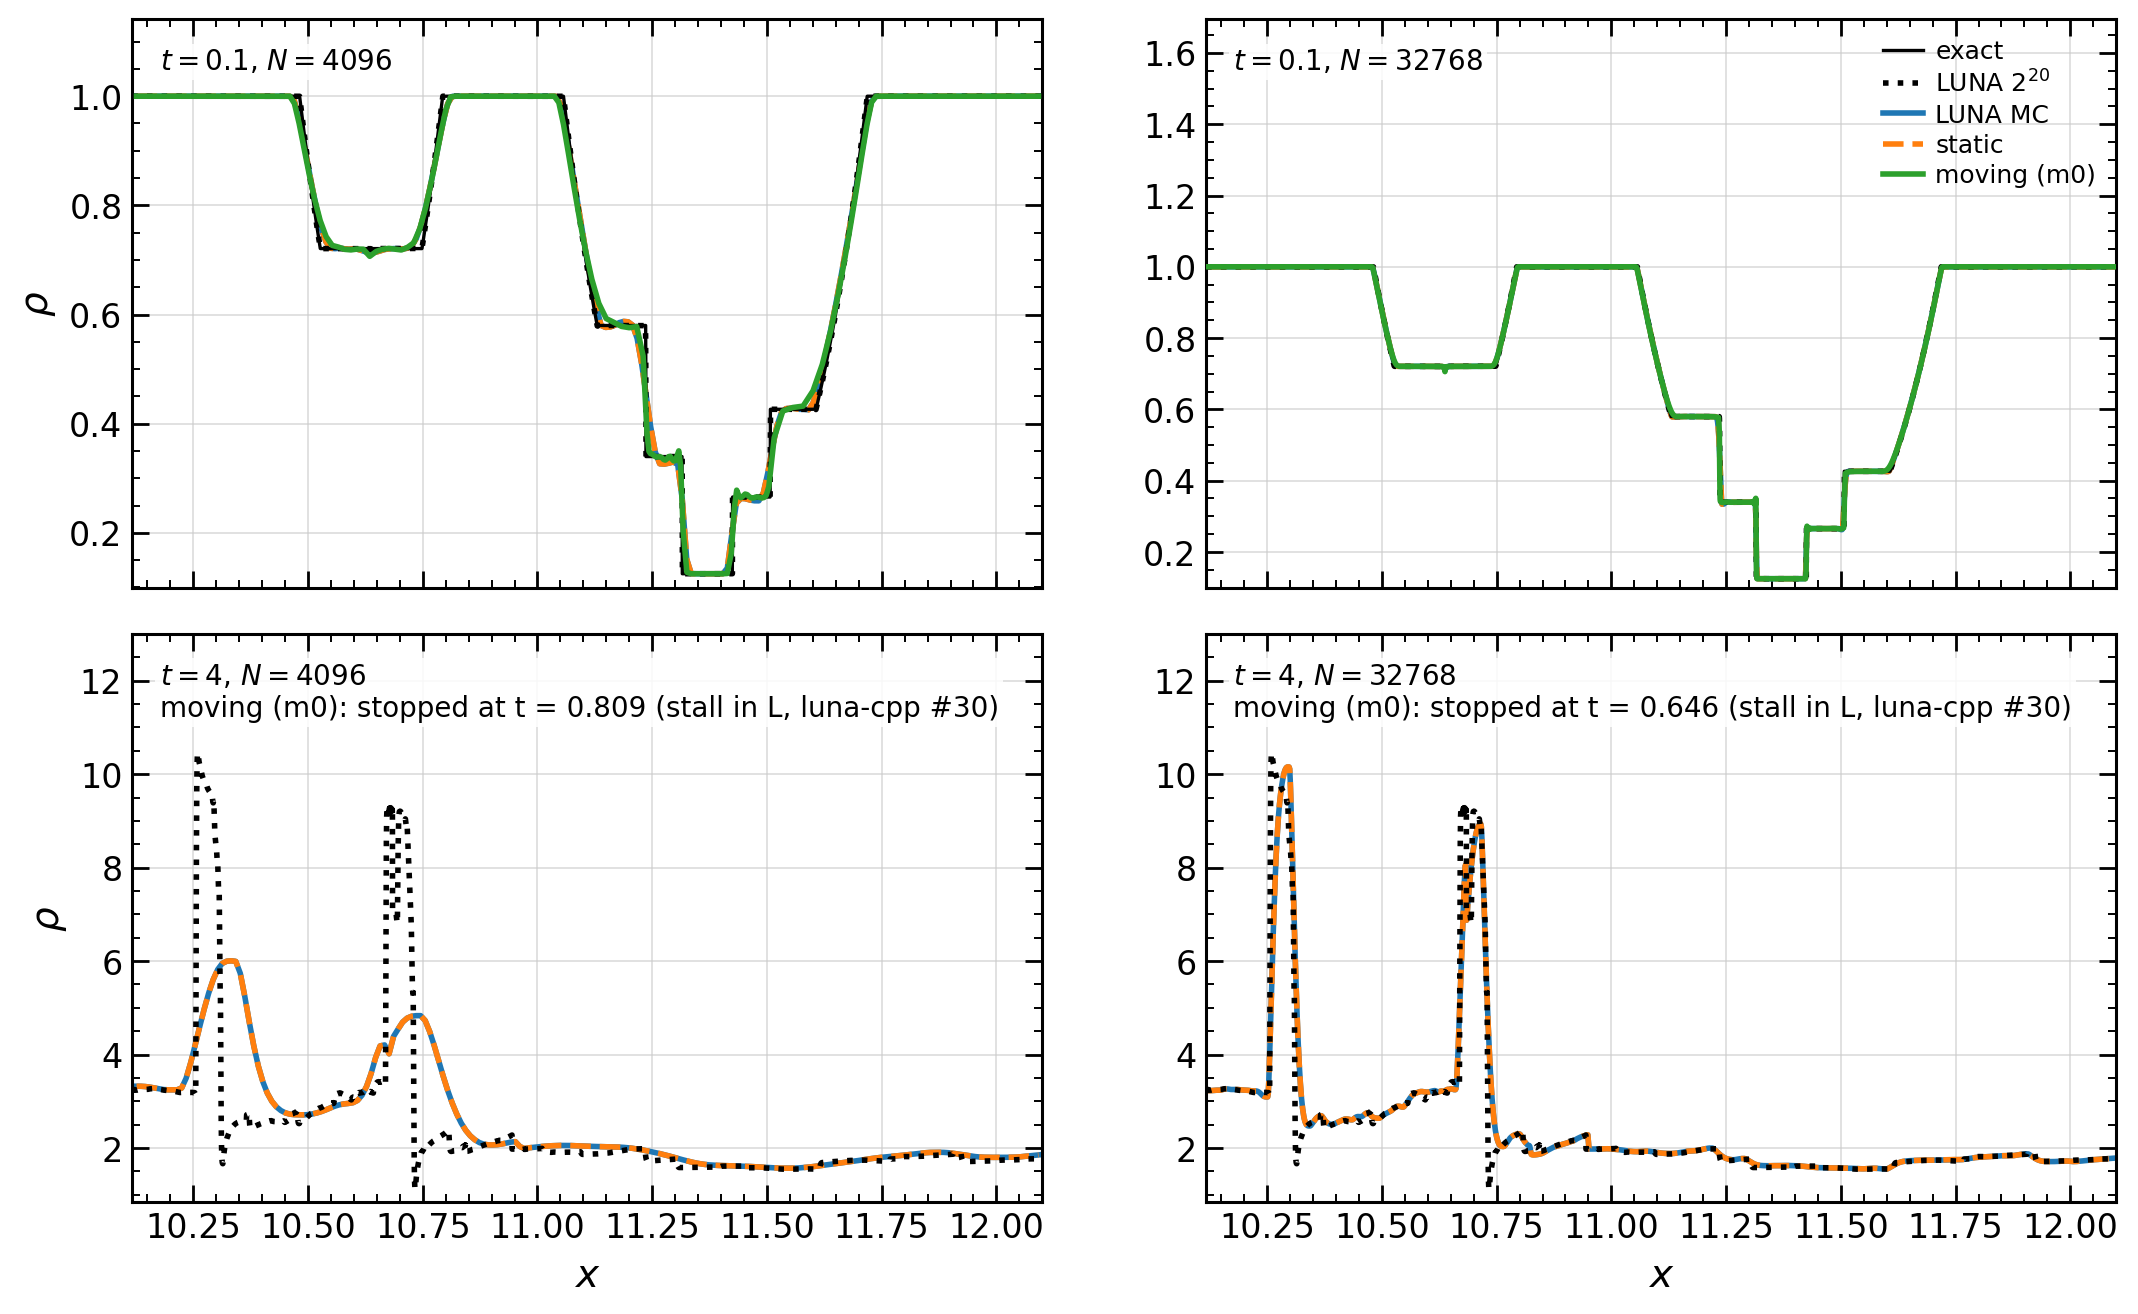 t = 0.1, N = 4096
1.0
0.8
0.6
0.4
0.2
ρ
t = 0.1, N = 32768
exact
LUNA 2^20
LUNA MC
static
moving (m0)
1.6
1.4
1.2
1.0
0.8
0.6
0.4
0.2
t = 4, N = 4096
moving (m0): stopped at t = 0.809 (stall in L, luna-cpp #30)
12
10
8
6
4
2
ρ
10.25 10.50 10.75 11.00 11.25 11.50 11.75 12.00
x
t = 4, N = 32768
moving (m0): stopped at t = 0.646 (stall in L, luna-cpp #30)
12
10
8
6
4
2
10.25 10.50 10.75 11.00 11.25 11.50 11.75 12.00
x